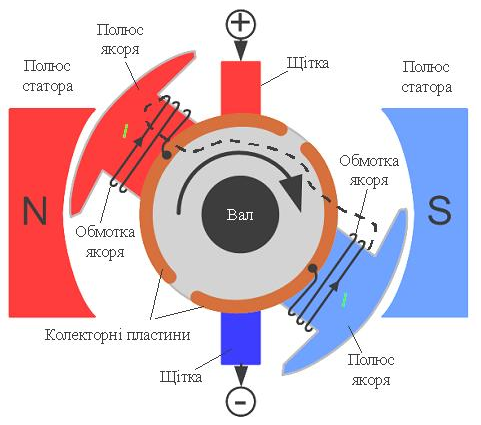 +
Полюс
якоря
Щітка
Полюс
статора
Полюс
статора
I
Обмотка
якоря
N
Вал
S
Обмотка
якоря
I
Колекторні пластини
Полюс
якоря
Щітка
-